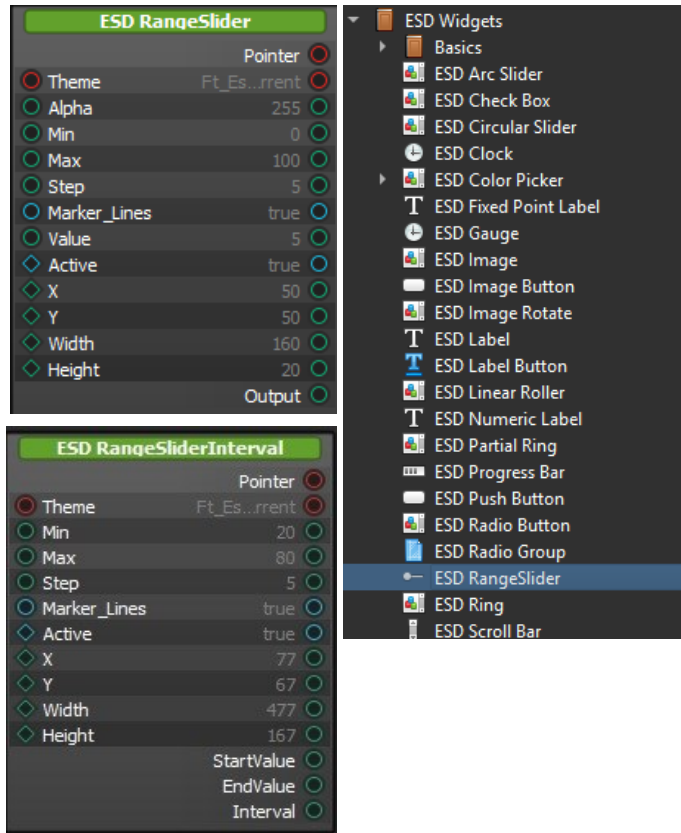 ESD RangeSlider
Pointer
Theme Ft_Es...rrent
Alpha 255
Min 0
Max 100
Step 5
Marker_Lines true
Value 5
Active true
X 50
Y 50
Width 160
Height 20
Output
ESD RangeSliderInterval
Pointer
Theme Ft_Es...rrent
Min 20
Max 80
Step 5
Marker_Lines true
Active true
X 77
Y 67
Width 477
Height 167
StartValue
EndValue
Interval
ESD Widgets
Basics
ESD Arc Slider
ESD Check Box
ESD Circular Slider
ESD Clock
ESD Color Picker
ESD Fixed Point Label
ESD Gauge
ESD Image
ESD Image Button
ESD Image Rotate
ESD Label
ESD Label Button
ESD Linear Roller
ESD Numeric Label
ESD Partial Ring
ESD Progress Bar
ESD Push Button
ESD Radio Button
ESD Radio Group
ESD RangeSlider
ESD Ring
ESD Scroll Bar